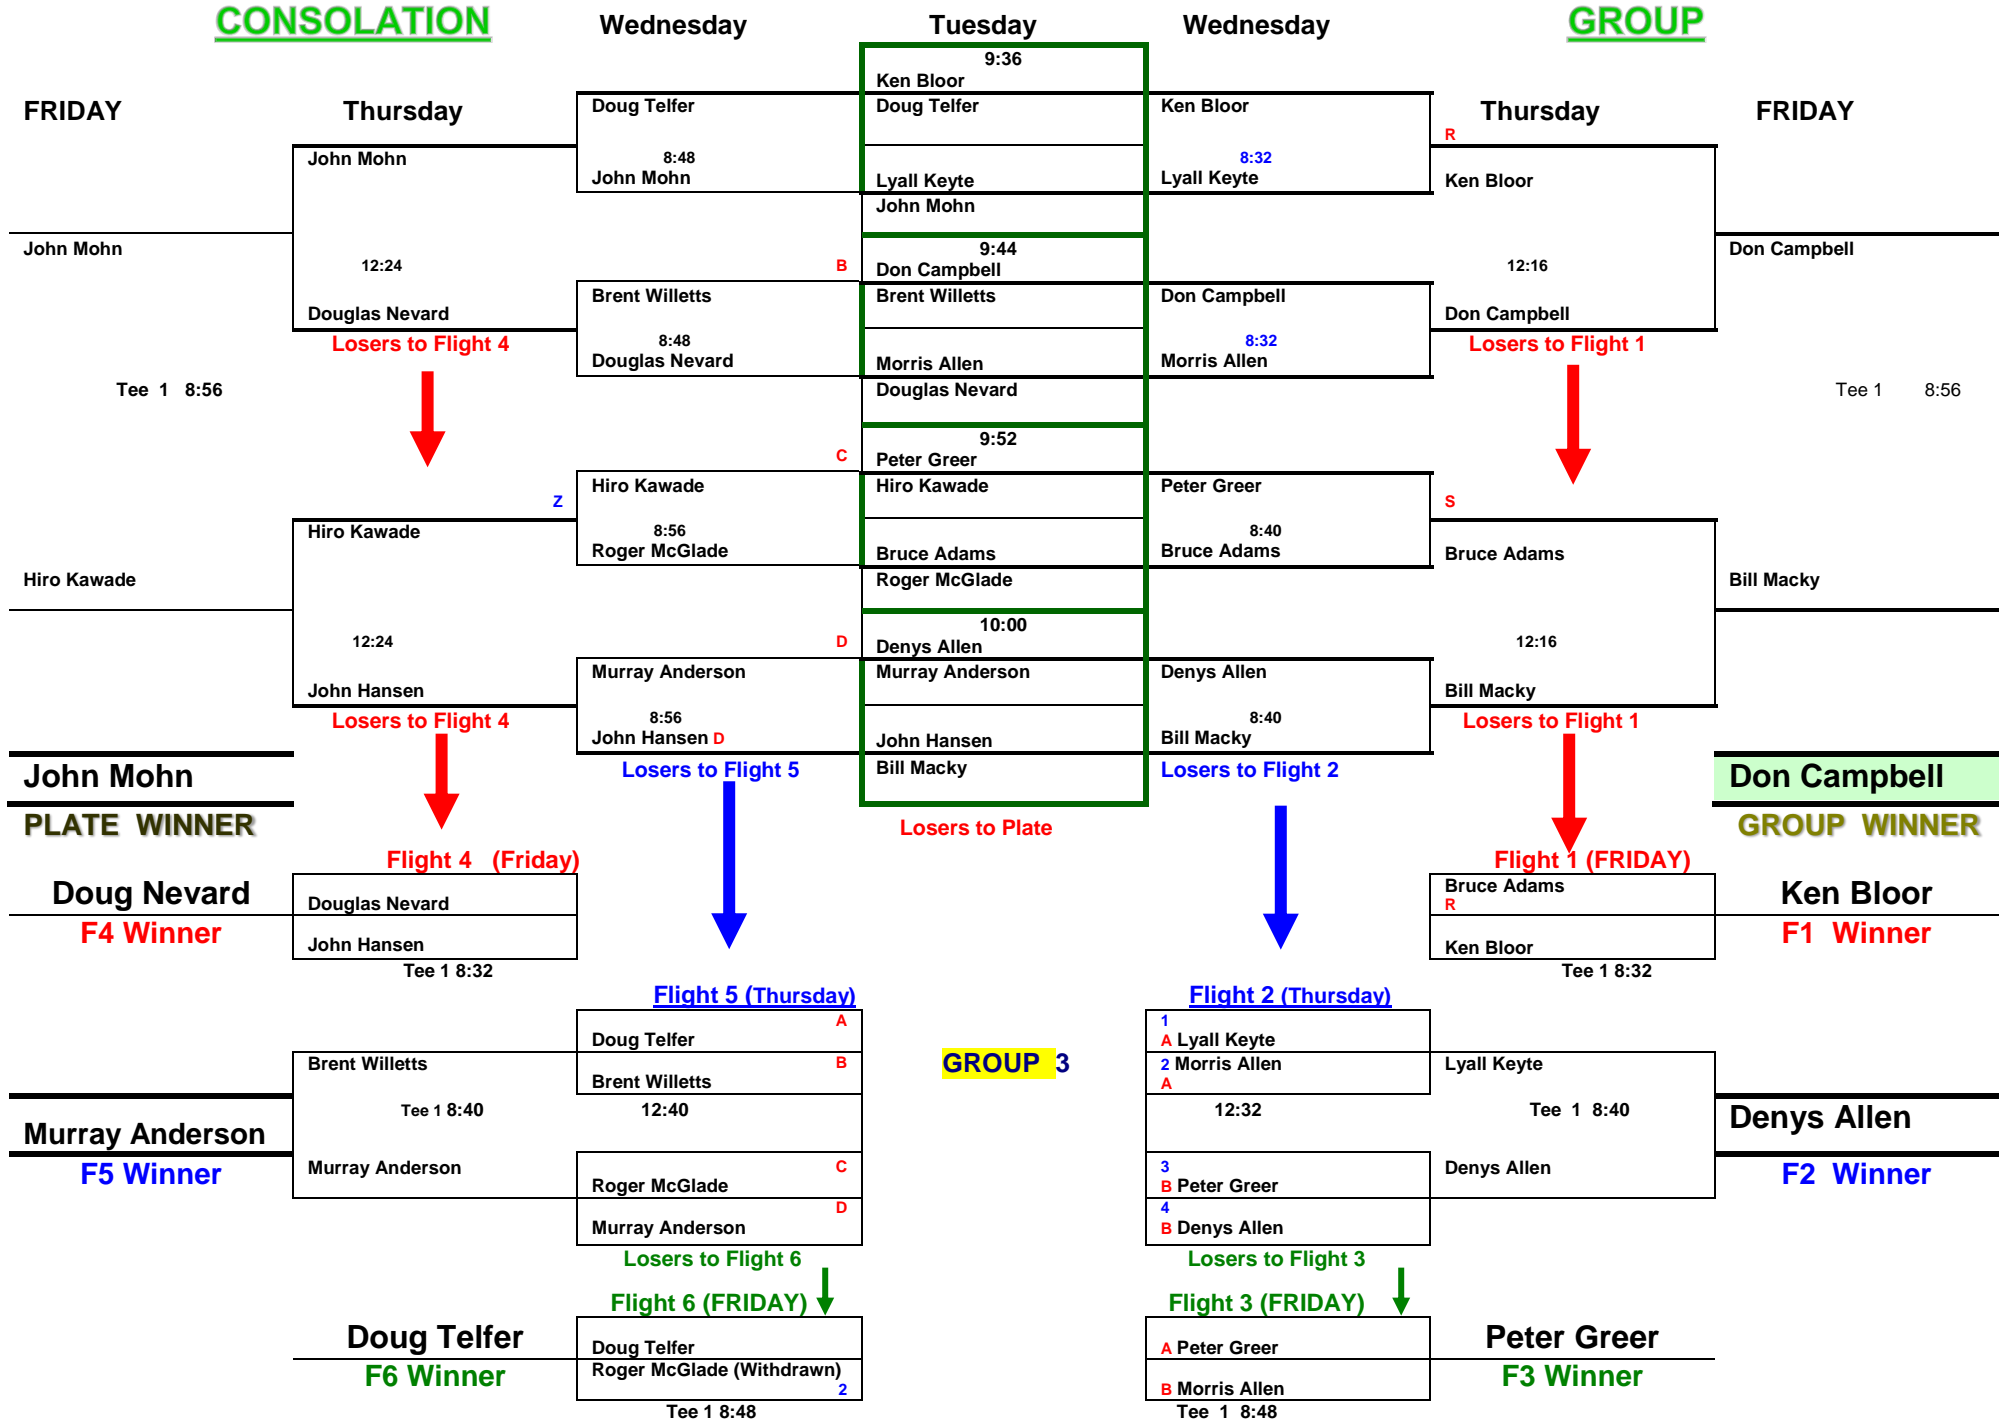 CONSOLATION Wednesday Tuesday Wednesday GROUP
9:36
Ken Bloor
FRIDAY Thursday Doug Telfer Doug Telfer Ken Bloor Thursday FRIDAY
R
John Mohn 8:48 8:32
John Mohn Lyall Keyte Lyall Keyte Ken Bloor
John Mohn
John Mohn 9:44 Don Campbell
12:24 B Don Campbell 12:16
Brent Willetts Brent Willetts Don Campbell
Douglas Nevard Don Campbell
Losers to Flight 4 8:48 8:32 Losers to Flight 1
Douglas Nevard Morris Allen Morris Allen
Tee 1 8:56 Douglas Nevard Tee 1 8:56
9:52
C Peter Greer
Hiro Kawade Hiro Kawade Peter Greer
Z S
Hiro Kawade 8:56 8:40
Roger McGlade Bruce Adams Bruce Adams Bruce Adams
Hiro Kawade Roger McGlade Bill Macky
10:00
12:24 D Denys Allen 12:16
Murray Anderson Murray Anderson Denys Allen
John Hansen Bill Macky
Losers to Flight 4 8:56 8:40 Losers to Flight 1
John Hansen D John Hansen Bill Macky
Losers to Flight 5 Bill Macky Losers to Flight 2
John Mohn Don Campbell
PLATE WINNER Losers to Plate GROUP WINNER
Flight 4 (Friday) Flight 1 (FRIDAY)
Doug Nevard Douglas Nevard Bruce Adams Ken Bloor
R
F4 Winner John Hansen Ken Bloor F1 Winner
Tee 1 8:32 Tee 1 8:32
Flight 5 (Thursday) Flight 2 (Thursday)
A 1
Doug Telfer A Lyall Keyte
Brent Willetts B GROUP 3 2 Morris Allen Lyall Keyte
Brent Willetts A
Tee 1 8:40 12:40 12:32 Tee 1 8:40
Murray Anderson Denys Allen
F5 Winner Murray Anderson C 3 Denys Allen F2 Winner
Roger McGlade B Peter Greer
D 4
Murray Anderson B Denys Allen
Losers to Flight 6 Losers to Flight 3
Flight 6 (FRIDAY) Flight 3 (FRIDAY)
Doug Telfer Doug Telfer A Peter Greer Peter Greer
F6 Winner Roger McGlade (Withdrawn) F3 Winner
2 B Morris Allen
Tee 1 8:48 Tee 1 8:48